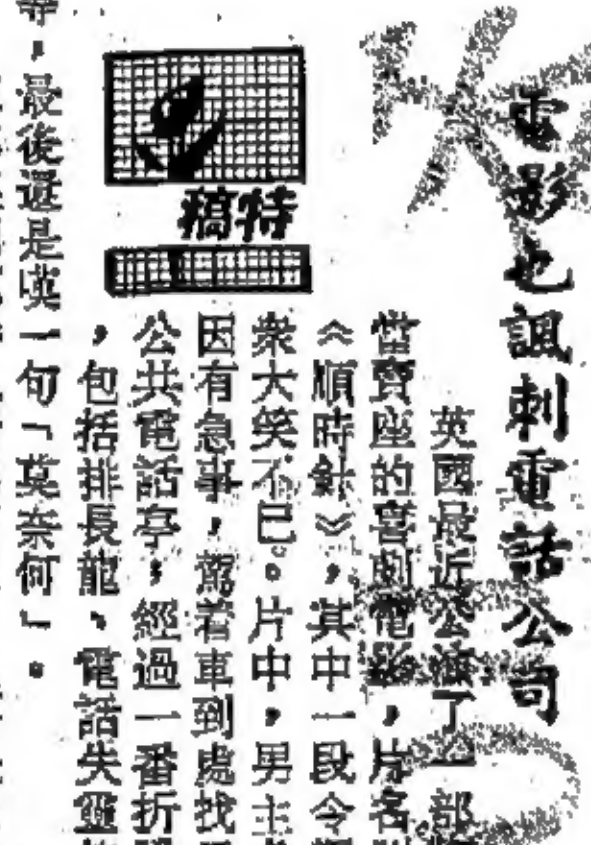 電影也諷刺電話公司
特稿
英國最近公演了一部
當賣座的喜劇電影,片名
《順時針》,其中一段令
衆大笑不已。片中,男主
因有急事,駕着車到處找
公共電話亭,經過一番折
,包括排長龍、電話失靈
等,最後還是嘆一句「莫奈何」。